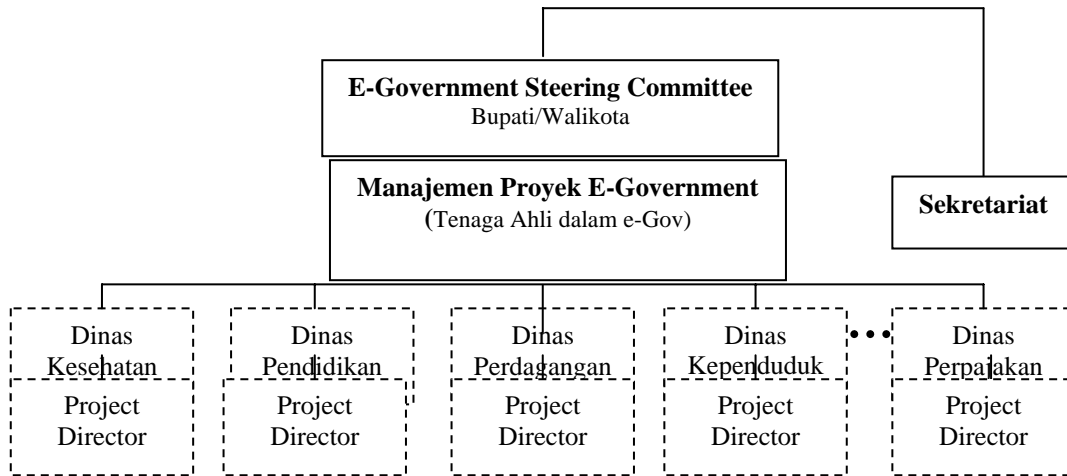 E-Government Steering Committee
Bupati/Walikota
Manajemen Proyek E-Government
(Tenaga Ahli dalam e-Gov)
Sekretariat
Dinas
Kesehatan
Dinas
Pendidikan
Dinas
Perdagangan
Dinas
Kependuduk
Dinas
Perpajakan
Project
Director
Project
Director
Project
Director
Project
Director
Project
Director